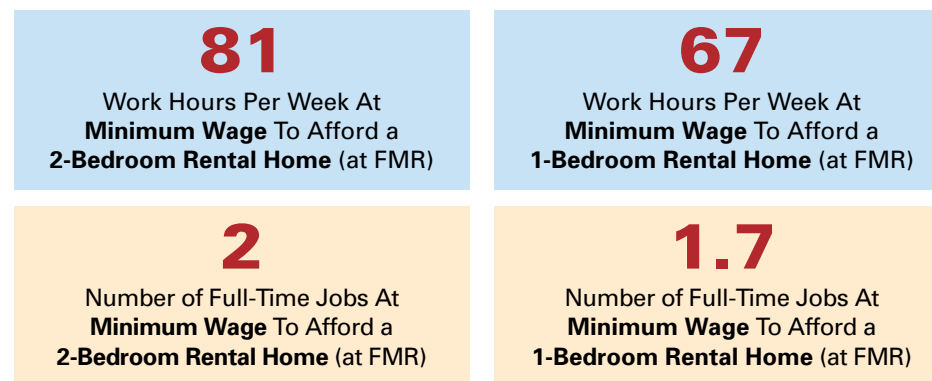 81
Work Hours Per Week At
Minimum Wage To Afford a
2-Bedroom Rental Home (at FMR)
67
Work Hours Per Week At
Minimum Wage To Afford a
1-Bedroom Rental Home (at FMR)
2
Number of Full-Time Jobs At
Minimum Wage To Afford a
2-Bedroom Rental Home (at FMR)
1.7
Number of Full-Time Jobs At
Minimum Wage To Afford a
1-Bedroom Rental Home (at FMR)